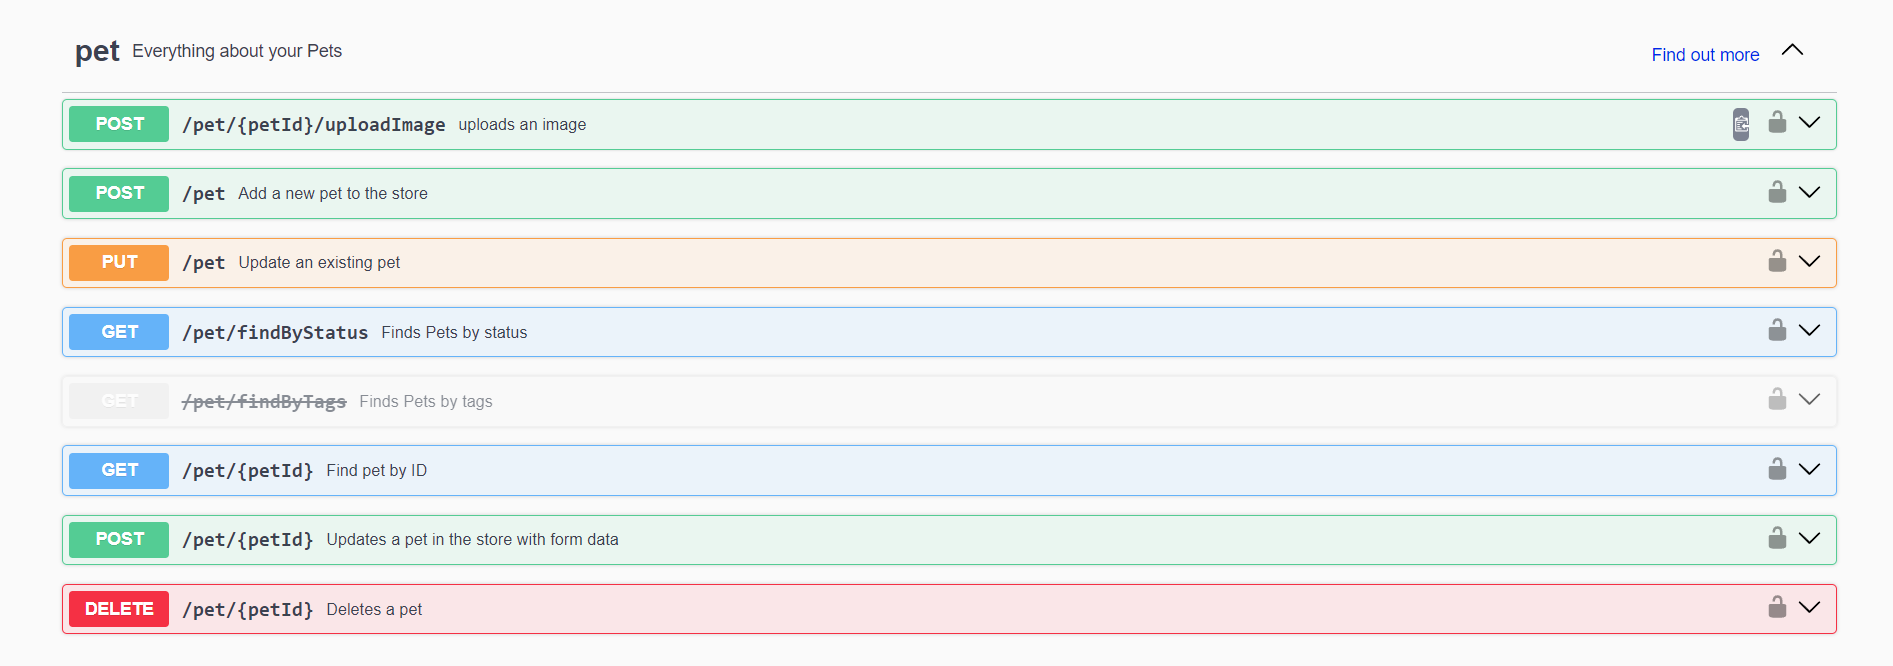 pet Everything about your Pets Find out more
POST /pet/{petId}/uploadImage uploads an image
POST /pet Add a new pet to the store
PUT /pet Update an existing pet
GET /pet/findByStatus Finds Pets by status
GET /pet/findByTags Finds Pets by tags
GET /pet/{petId} Find pet by ID
POST /pet/{petId} Updates a pet in the store with form data
DELETE /pet/{petId} Deletes a pet